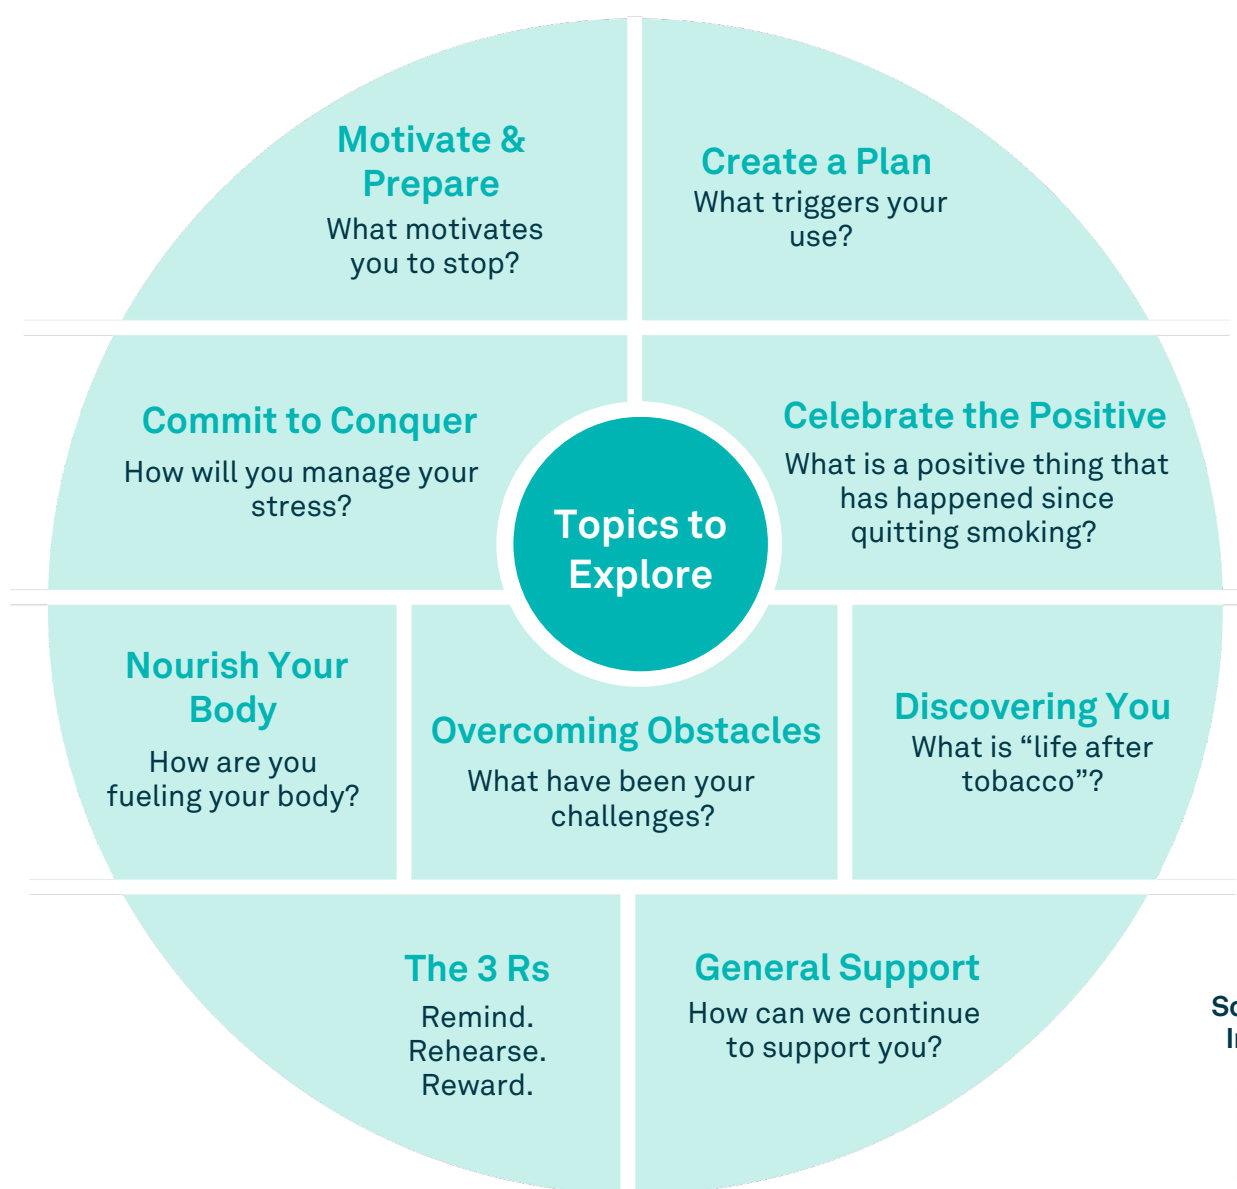 Motivate &
Prepare
What motivates
you to stop?
Create a Plan
What triggers your
use?
Commit to Conquer
How will you manage your
stress?
Celebrate the Positive
What is a positive thing that
has happened since
quitting smoking?
Topics to
Explore
Nourish Your
Body
How are you
fueling your body?
Overcoming Obstacles
What have been your
challenges?
Discovering You
What is “life after
tobacco”?
The 3 Rs
Remind.
Rehearse.
Reward.
General Support
How can we continue
to support you?